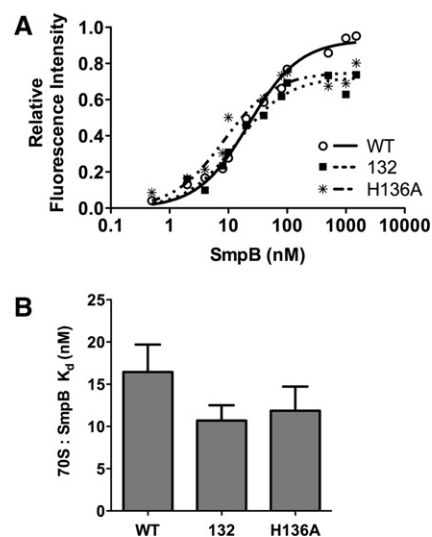 A
Relative
Fluorescence Intensity
1.0
0.8
0.6
0.4
0.2
0.0
0.1
1
10
100
1000
10000
SmpB (nM)
WT
132
H136A
B
70S : SmpB Kd (nM)
25
20
15
10
5
0
WT
132
H136A